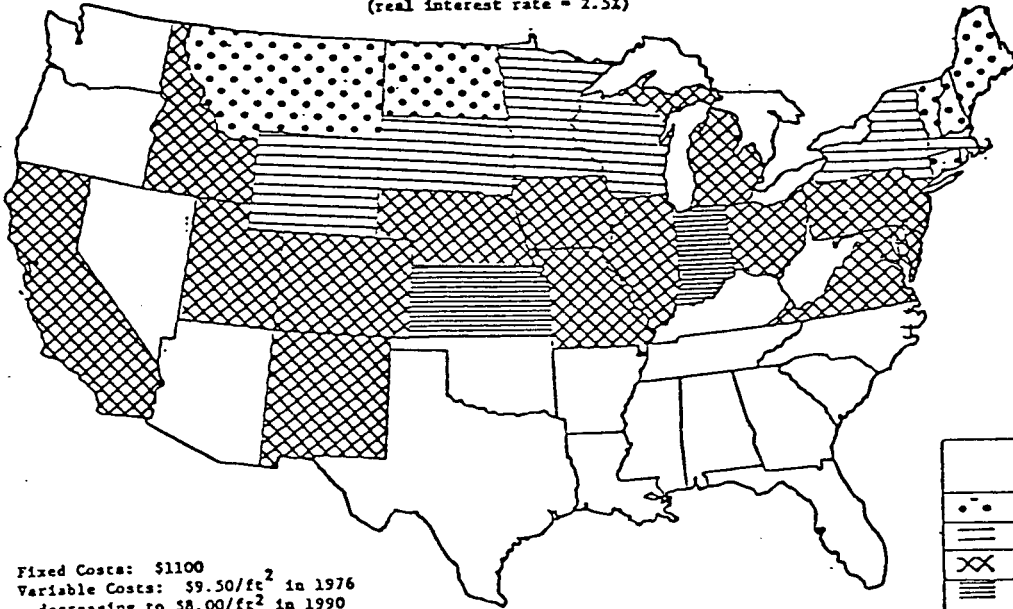 (real interest rate = 2.5%)
Fixed Costs: $1100
Variable Costs: $9.50/ft² in 1976
decreasing to $8.00/ft² in 1990